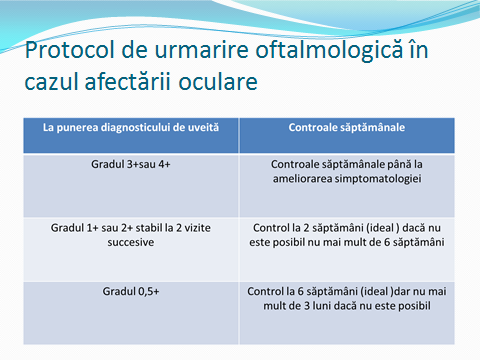 Protocol de urmarire oftalmologică în
cazul afectării oculare
La punerea diagnosticului de uveită
Controale săptămânale
Gradul 3+sau 4+
Controale săptămânale până la
ameliorarea simptomatologiei
Gradul 1+ sau 2+ stabil la 2 vizite
succesive
Control la 2 săptămâni (ideal ) dacă nu
este posibil nu mai mult de 6 săptămâni
Gradul 0,5+
Control la 6 săptămâni (ideal )dar nu mai
mult de 3 luni dacă nu este posibil